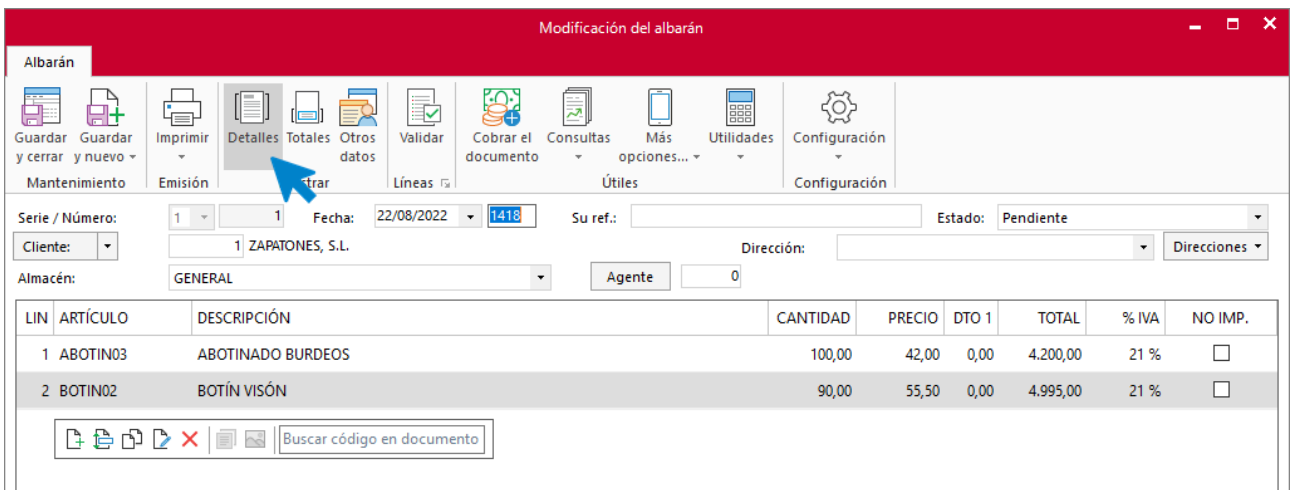 Modificación del albarán
Albarán
Guardar y cerrar
Guardar y nuevo
Imprimir
Detalles
Totales
Otros datos
Validar
Cobrar el documento
Consultas
Más opciones...
Utilidades
Configuración
Mantenimiento
Emisión
Líneas
Útiles
Configuración
Serie / Número: 1 1 Fecha: 22/08/2022 1418 Su ref.: Estado: Pendiente
Cliente: 1 ZAPATONES, S.L. Dirección: Direcciones
Almacén: GENERAL Agente 0
LIN ARTÍCULO DESCRIPCIÓN CANTIDAD PRECIO DTO 1 TOTAL % IVA NO IMP.
1 ABOTIN03 ABOTINADO BURDEOS 100,00 42,00 0,00 4.200,00 21 %
2 BOTIN02 BOTÍN VISÓN 90,00 55,50 0,00 4.995,00 21 %
Buscar código en documento